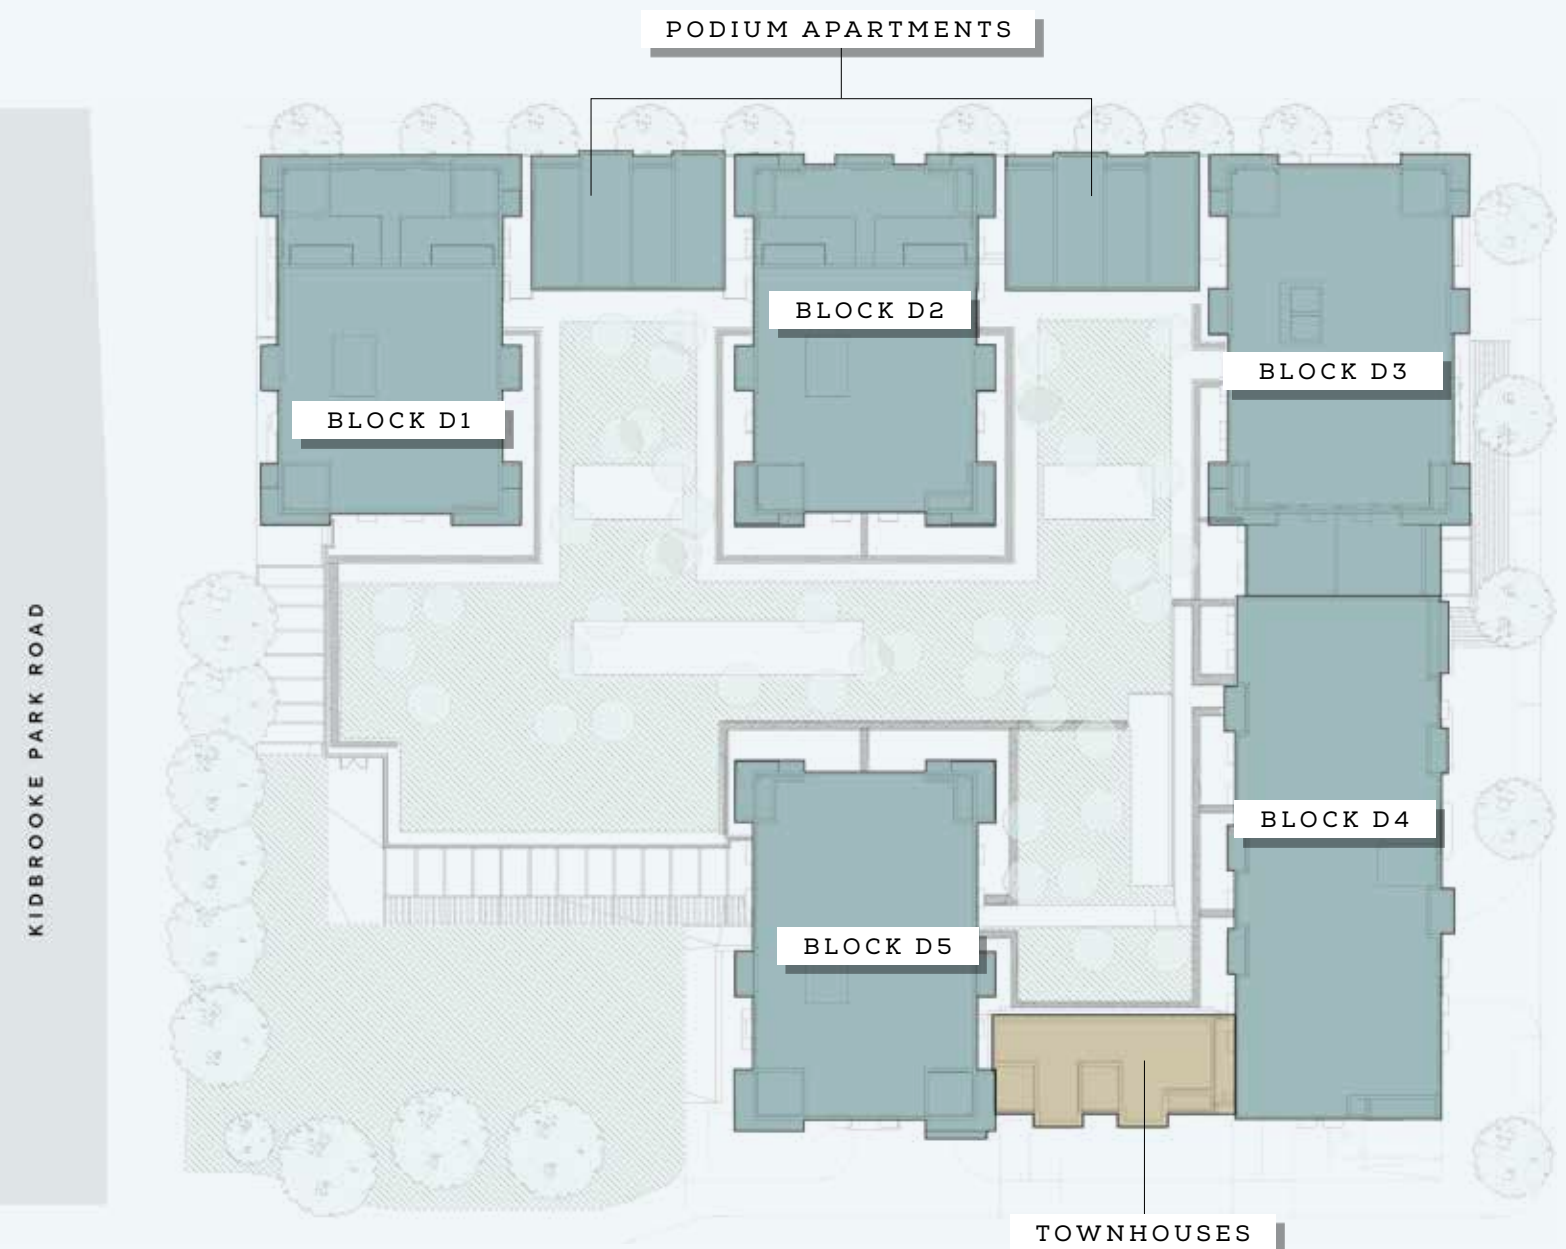 PODIUM APARTMENTS
BLOCK D2
BLOCK D3
BLOCK D1
KIDBROOKE PARK ROAD
BLOCK D4
BLOCK D5
TOWNHOUSES